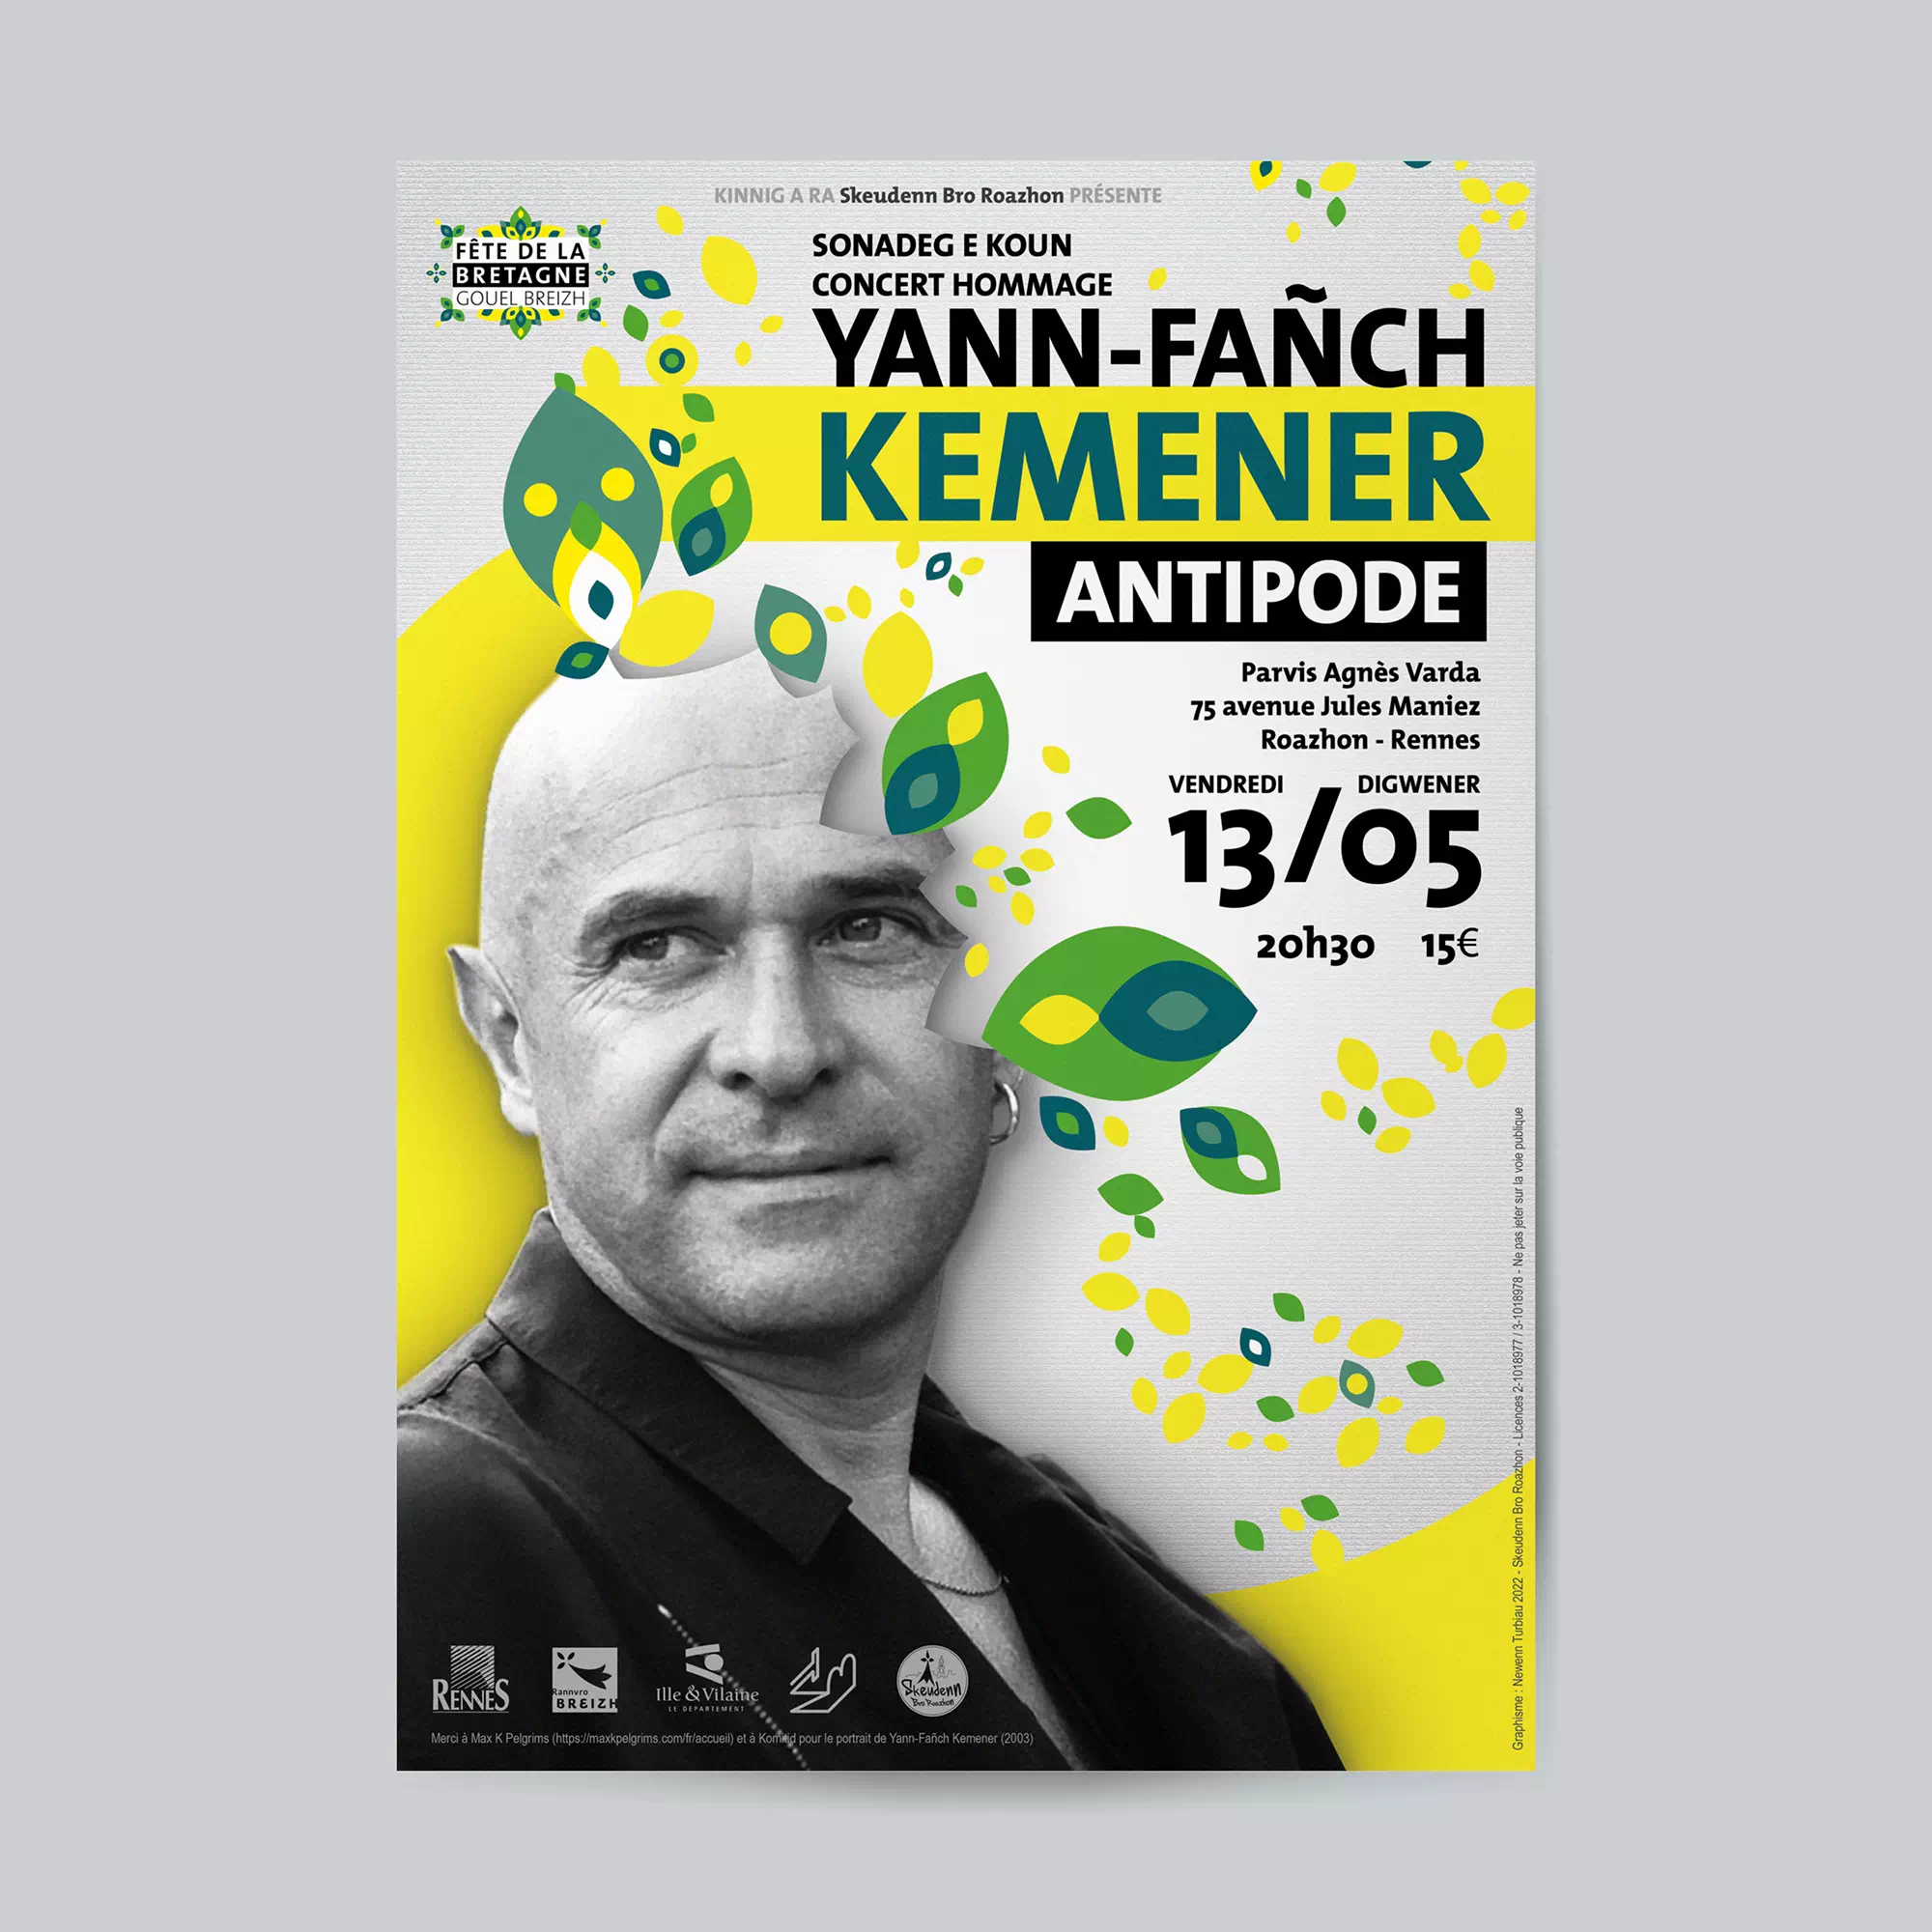 KINNIG A RA Skeudenn Bro Roazhon PRÉSENTE
FÊTE DE LA
BRETAGNE
GOUEL BREIZH
SONADEG E KOUN
CONCERT HOMMAGE
YANN-FAÑCH
KEMENER
ANTIPODE
Parvis Agnès Varda
75 avenue Jules Maniez
Roazhon - Rennes
VENDREDI DIGWENER
13/05
20h30 15€
RENNES
Rannvro
BREIZH
Ille & Vilaine
LE DEPARTEMENT
Skeudenn
Bro Roazhon
Merci à Max K Pelgrims (https://maxkpelgrims.com/fr/accueil) et à Komitid pour le portrait de Yann-Fañch Kemener (2003)
Graphisme : Newenn Turbiau 2022 - Skeudenn Bro Roazhon - Licences 2-1018977 / 3-1018978 - Ne pas jeter sur la voie publique